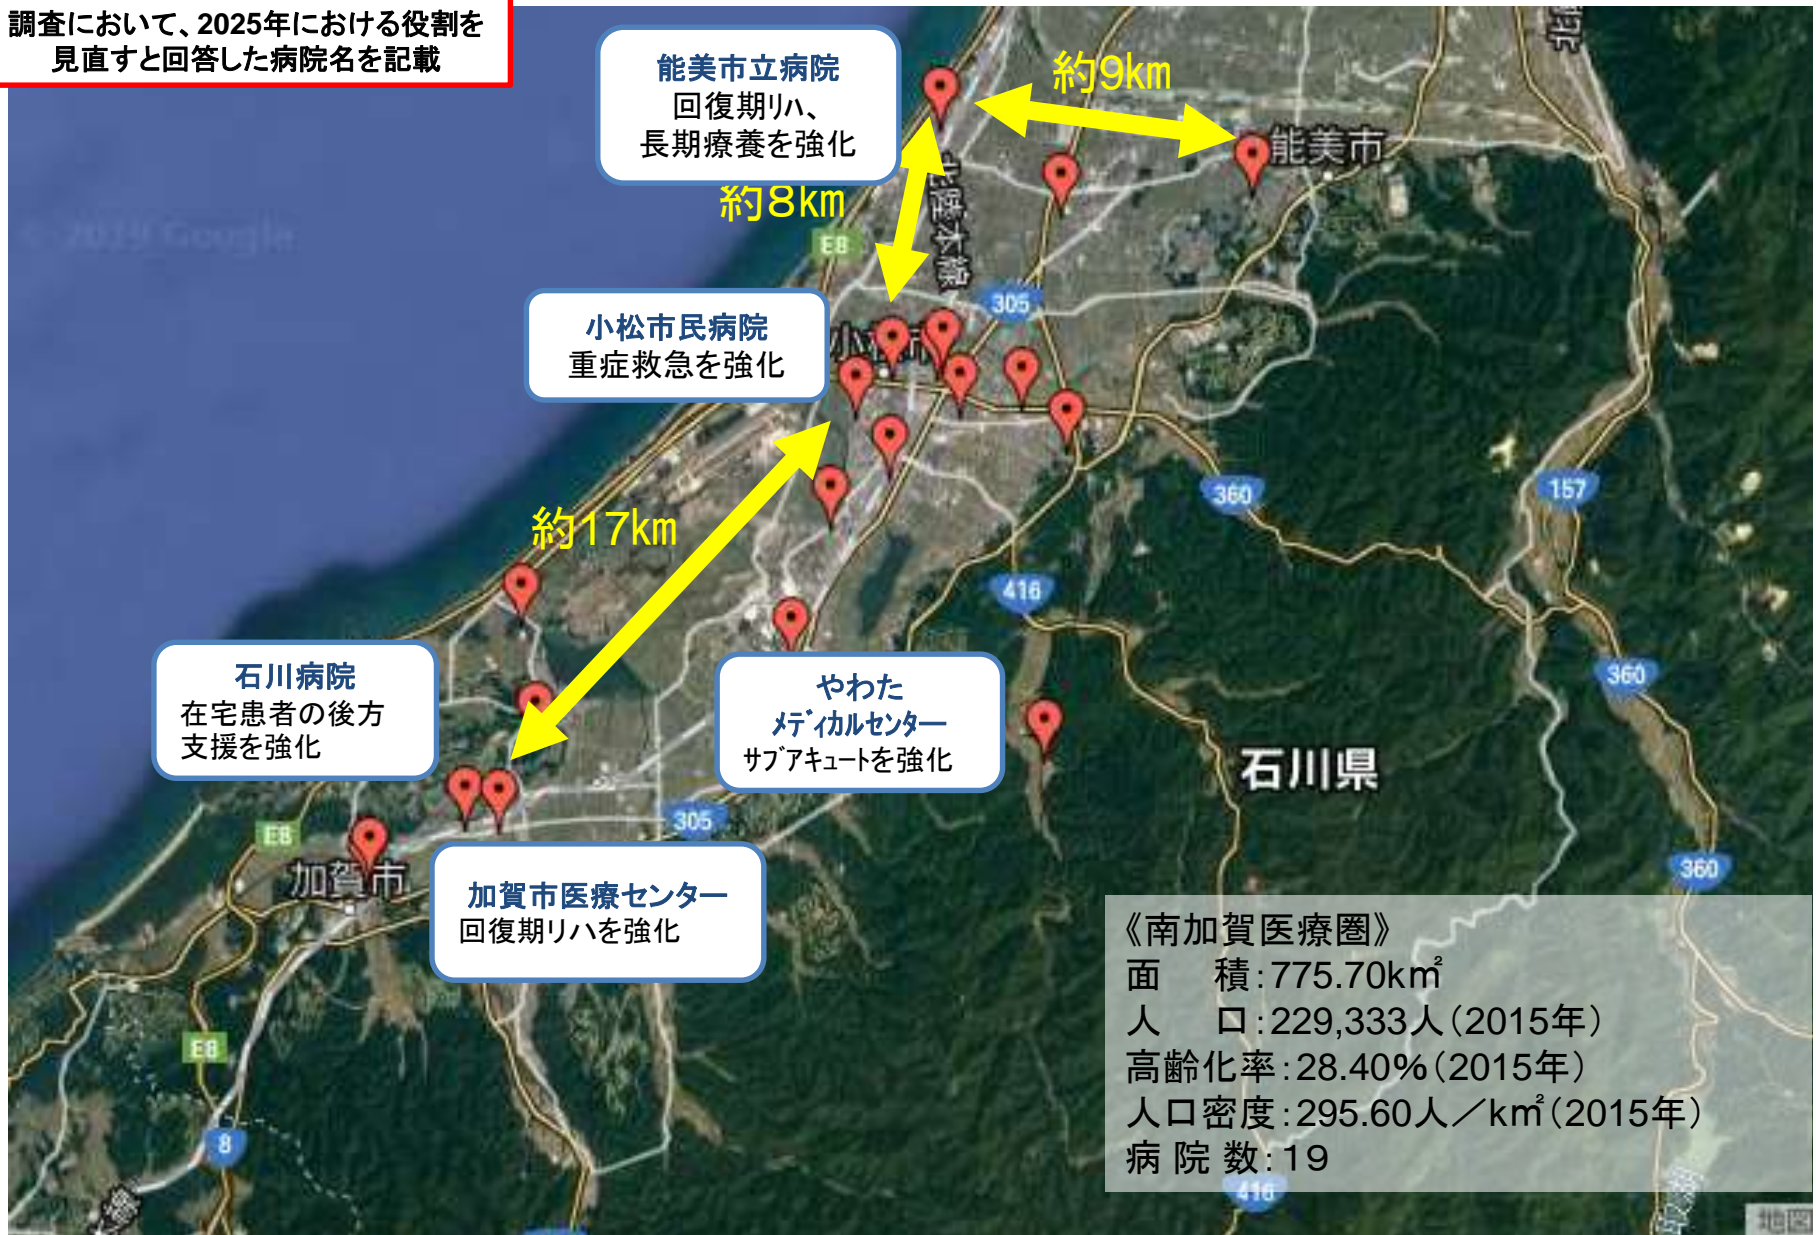 調査において、2025年における役割を
見直すと回答した病院名を記載
能美市立病院
回復期リハ、
長期療養を強化
約9km
能美市
約8km
北陸本線
E8
© 2019 Google
305
小松市民病院
重症救急を強化
360
157
約17km
416
石川病院
在宅患者の後方
支援を強化
やわた
メディカルセンター
サブアキュートを強化
360
石川県
E8
305
加賀市
360
加賀市医療センター
回復期リハを強化
《南加賀医療圏》
面　積：775.70k㎡
人　口：229,333人（2015年）
高齢化率：28.40%（2015年）
人口密度：295.60人／k㎡（2015年）
病 院 数：19
E8
8
416
地図